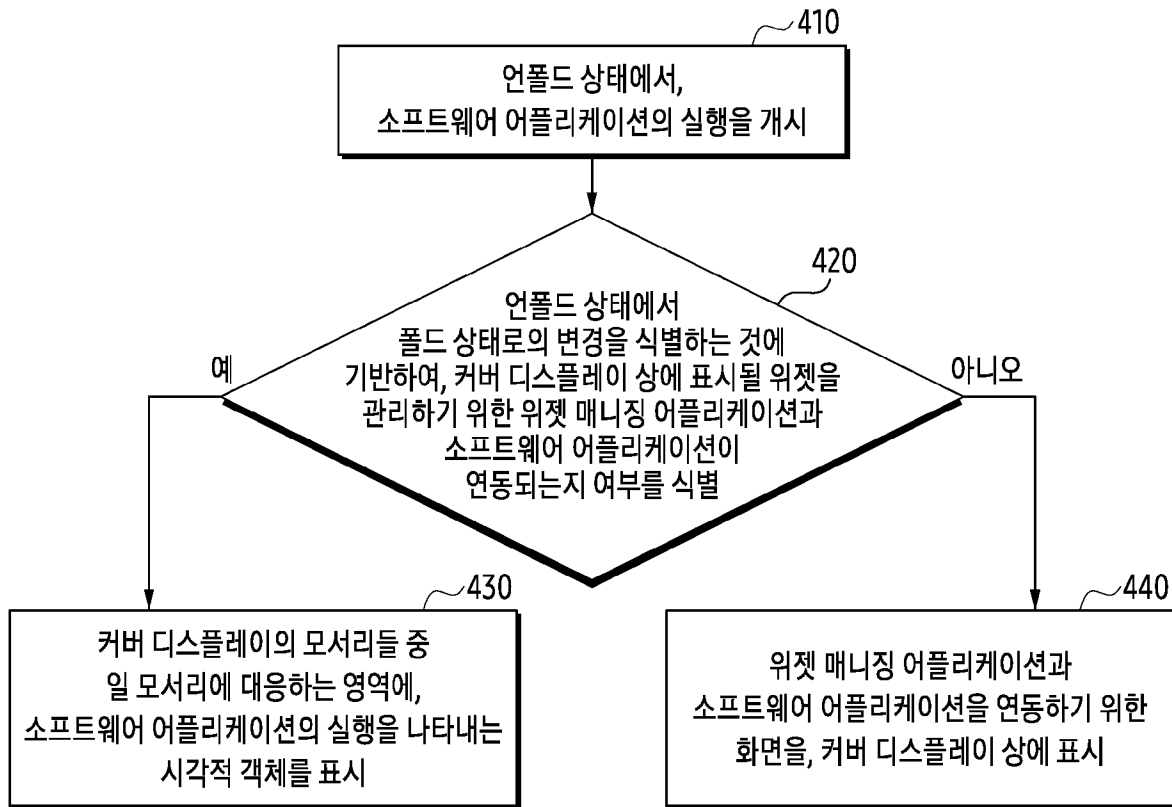 410
언폴드 상태에서,
소프트웨어 어플리케이션의 실행을 개시
420
언폴드 상태에서
폴드 상태로의 변경을 식별하는 것에
기반하여, 커버 디스플레이 상에 표시될 위젯을
관리하기 위한 위젯 매니징 어플리케이션과
소프트웨어 어플리케이션이
연동되는지 여부를 식별
예
아니오
430
커버 디스플레이의 모서리들 중
일 모서리에 대응하는 영역에,
소프트웨어 어플리케이션의 실행을 나타내는
시각적 객체를 표시
440
위젯 매니징 어플리케이션과
소프트웨어 어플리케이션을 연동하기 위한
화면을, 커버 디스플레이 상에 표시